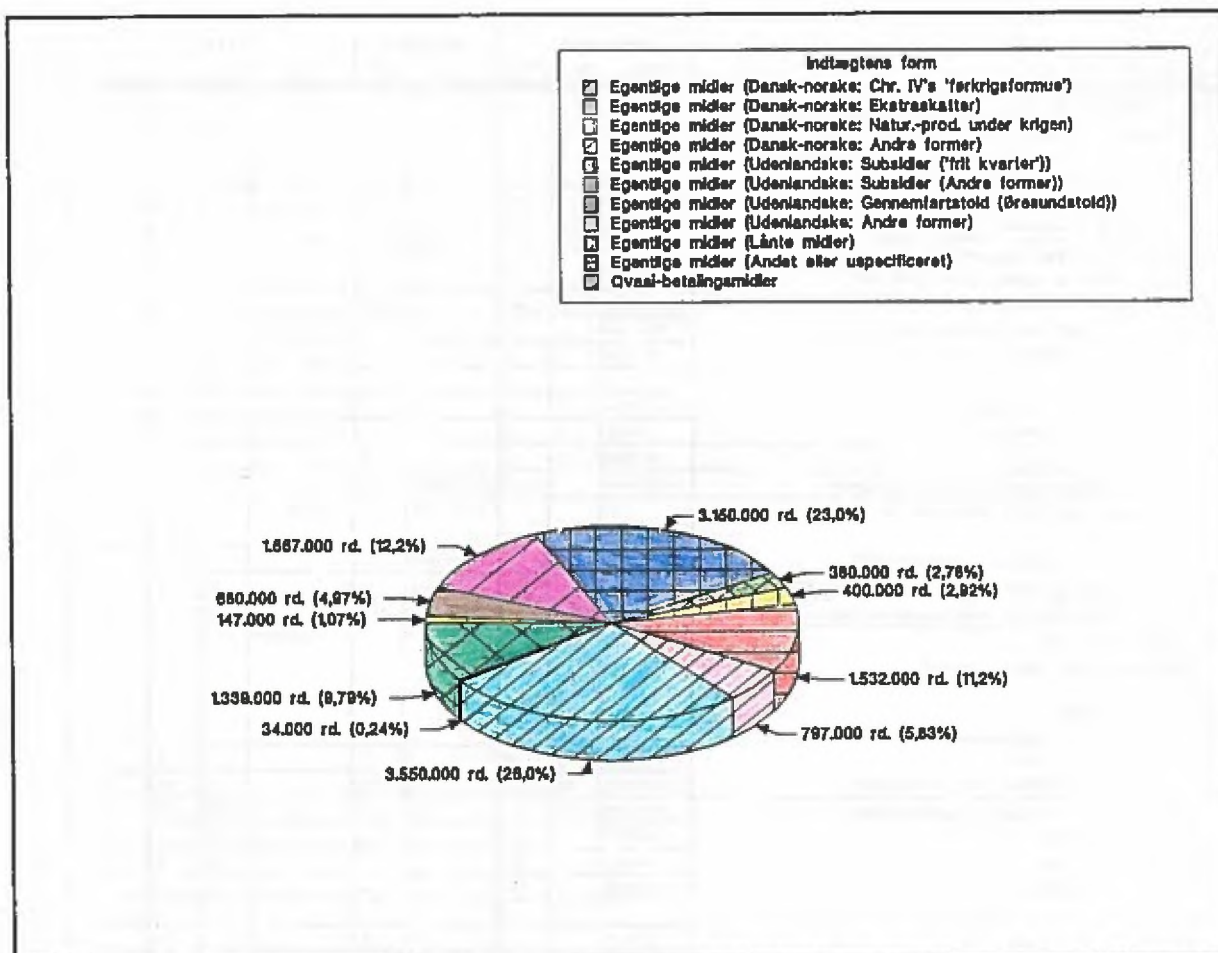 Indtægtens form
Egentlige midler (Dansk-norske: Chr. IV's 'førkrigsformue')
Egentlige midler (Dansk-norske: Ekstraskatter)
Egentlige midler (Dansk-norske: Natur.-prod. under krigen)
Egentlige midler (Dansk-norske: Andre former)
Egentlige midler (Udenlandske: Subsidier ('frit kvarter'))
Egentlige midler (Udenlandske: Subsidier (Andre former))
Egentlige midler (Udenlandske: Gennemfartstold (Øresundstold))
Egentlige midler (Udenlandske: Andre former)
Egentlige midler (Lånte midler)
Egentlige midler (Andet eller uspecificeret)
Qvasi-betalingsmidler
3.150.000 rd. (23,0%)
1.667.000 rd. (12,2%)
380.000 rd. (2,78%)
400.000 rd. (2,92%)
680.000 rd. (4,97%)
147.000 rd. (1,07%)
1.532.000 rd. (11,2%)
1.339.000 rd. (9,79%)
34.000 rd. (0,24%)
797.000 rd. (5,83%)
3.550.000 rd. (26,0%)